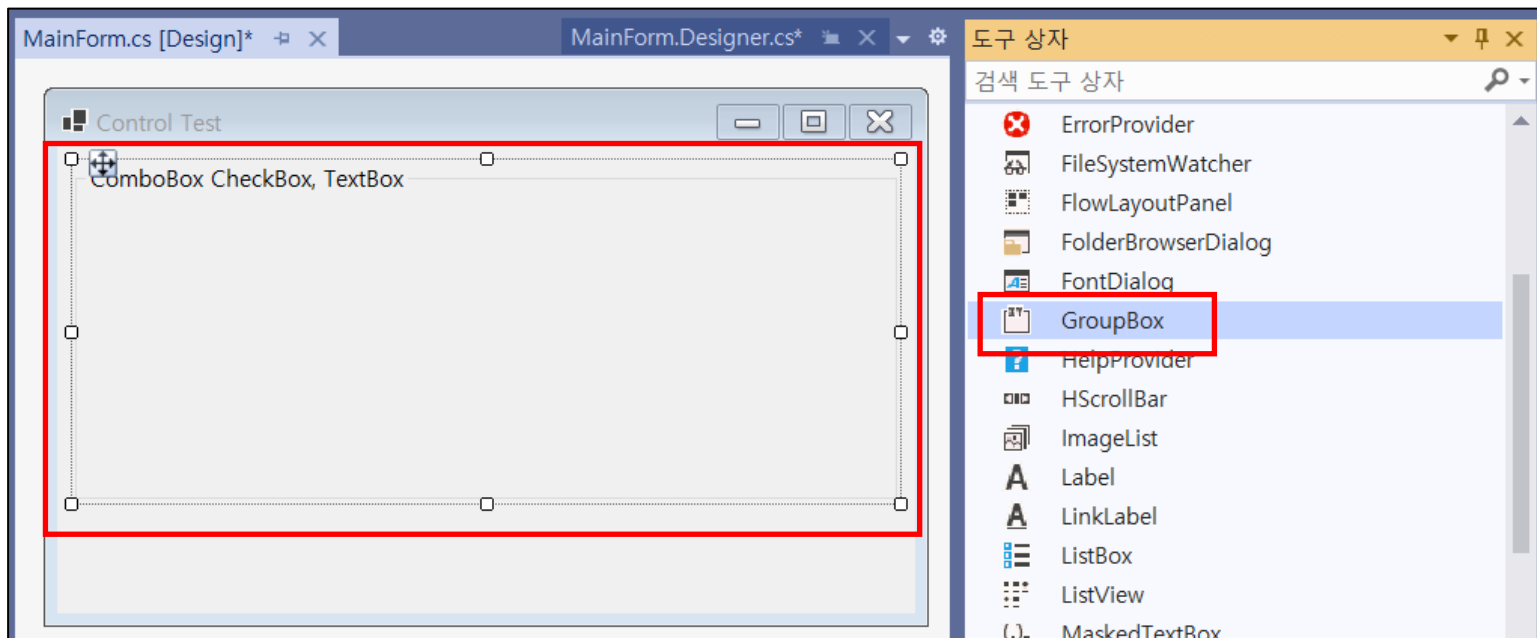 MainForm.cs [Design]*
MainForm.Designer.cs*
Control Test
ComboBox CheckBox, TextBox
도구 상자
검색 도구 상자
ErrorProvider
FileSystemWatcher
FlowLayoutPanel
FolderBrowserDialog
FontDialog
GroupBox
HelpProvider
HScrollBar
ImageList
Label
LinkLabel
ListBox
ListView
MaskedTextBox